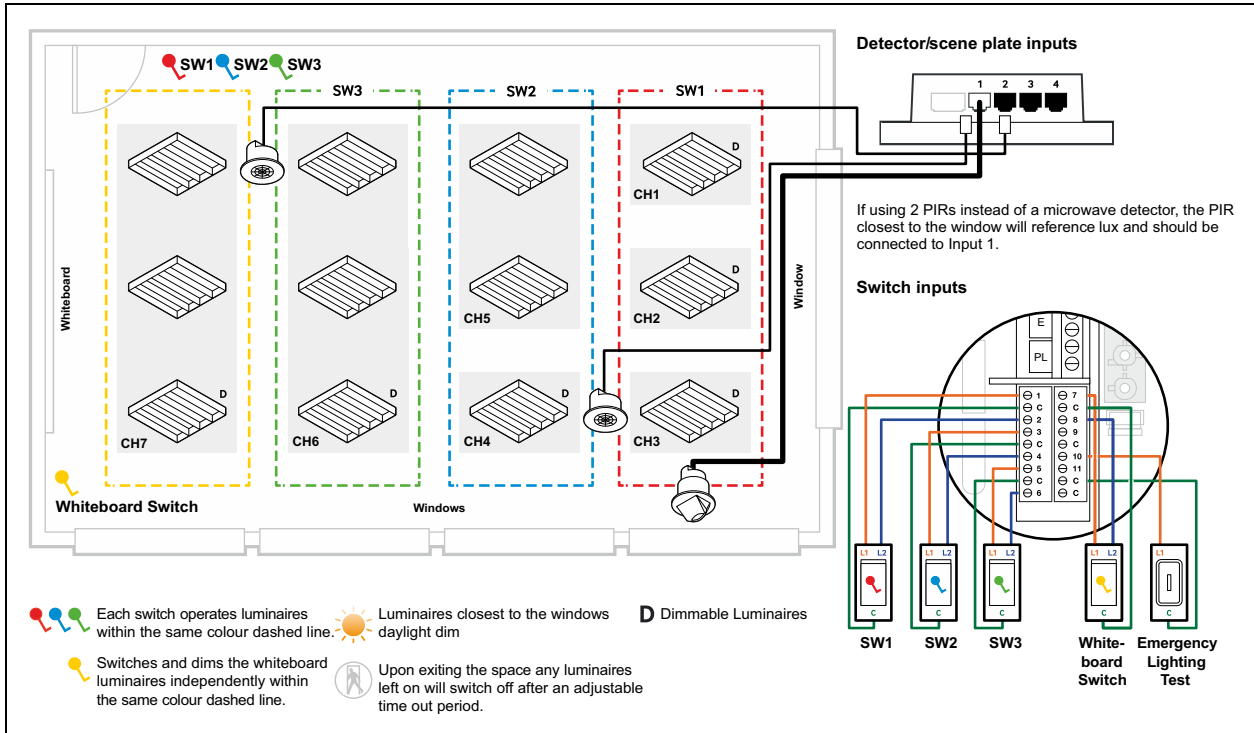 SW1 SW2 SW3
SW3
SW2
SW1
D
CH1
D
CH2
CH5
D
CH7
D
CH6
D
CH4
D
CH3
Whiteboard
Window
Whiteboard Switch
Windows
Detector/scene plate inputs
1 2 3 4
If using 2 PIRs instead of a microwave detector, the PIR
closest to the window will reference lux and should be
connected to Input 1.
Switch inputs
E
PL
1 7
C C
2 8
3 9
C C
4 10
5 11
C C
6 C
L1 L2
L1 L2
L1 L2
L1 L2
L1
C
C
C
C
C
SW1
SW2
SW3
White-
board
Switch
Emergency
Lighting
Test
Each switch operates luminaires
within the same colour dashed line.
Switches and dims the whiteboard
luminaires independently within
the same colour dashed line.
Luminaires closest to the windows
daylight dim
Upon exiting the space any luminaires
left on will switch off after an adjustable
time out period.
D Dimmable Luminaires